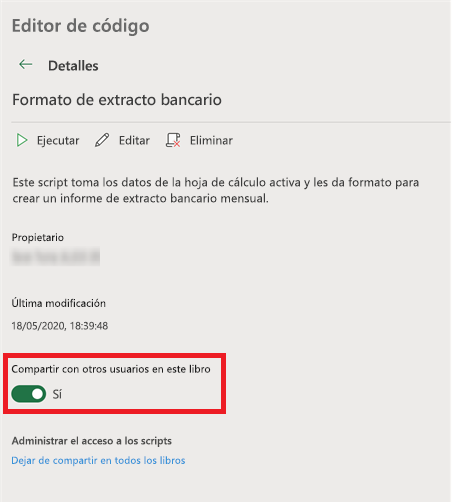 Editor de código
Detalles
Formato de extracto bancario
Ejecutar Editar Eliminar
Este script toma los datos de la hoja de cálculo activa y les da formato para
crear un informe de extracto bancario mensual.
Propietario
Última modificación
18/05/2020, 18:39:48
Compartir con otros usuarios en este libro
Sí
Administrar el acceso a los scripts
Dejar de compartir en todos los libros